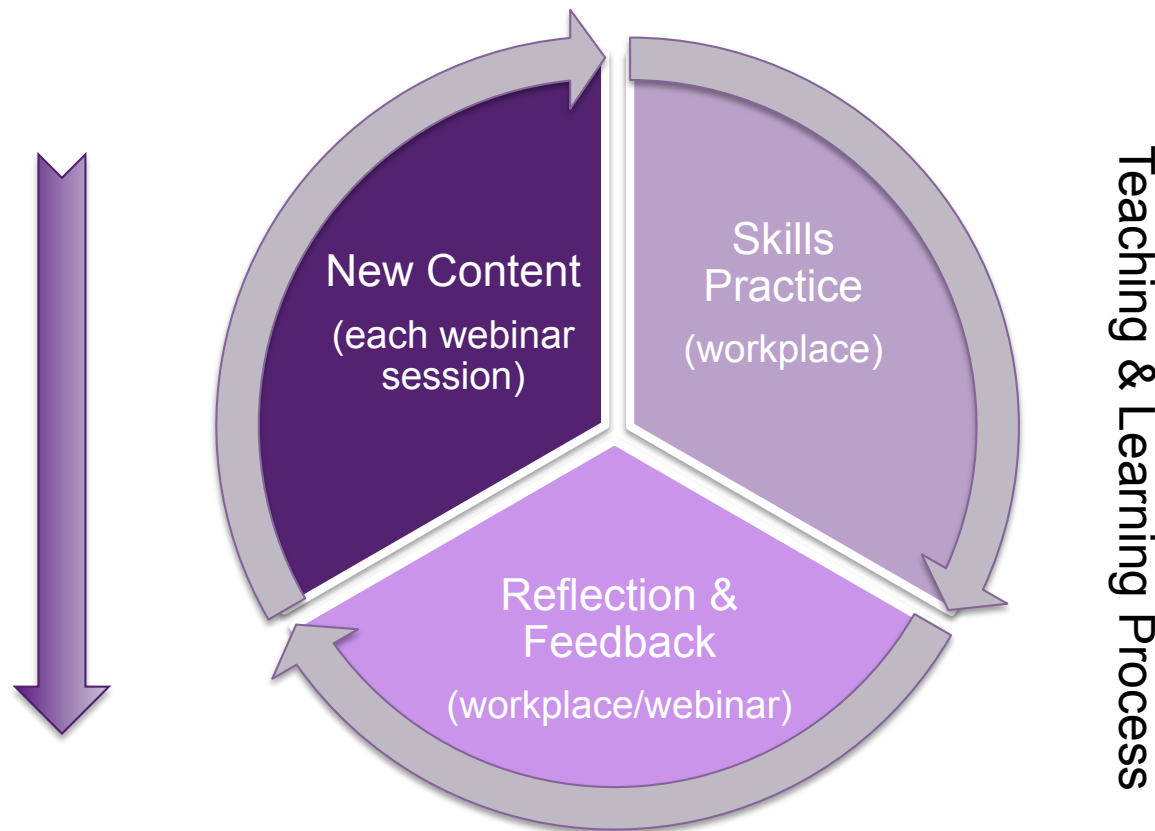 New Content
(each webinar
session)
Skills
Practice
(workplace)
Reflection &
Feedback
(workplace/webinar)
Teaching & Learning Process